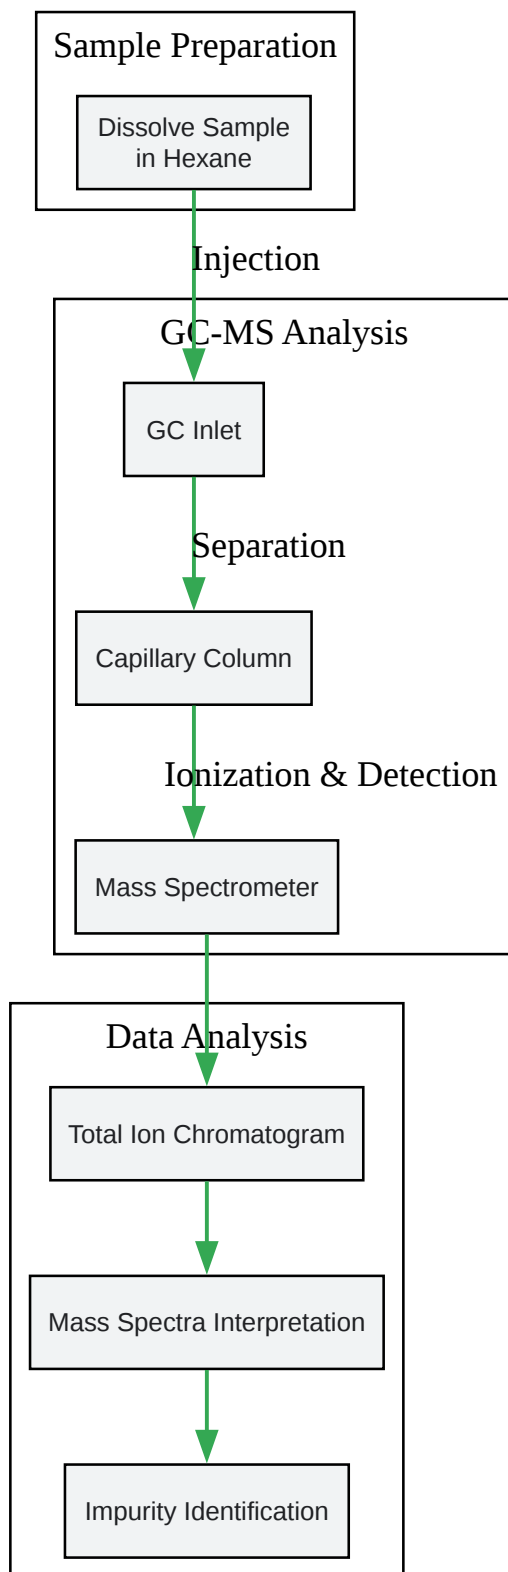 Sample Preparation
Dissolve Sample
in Hexane
Injection
GC-MS Analysis
GC Inlet
Separation
Capillary Column
Ionization & Detection
Mass Spectrometer
Data Analysis
Total Ion Chromatogram
Mass Spectra Interpretation
Impurity Identification